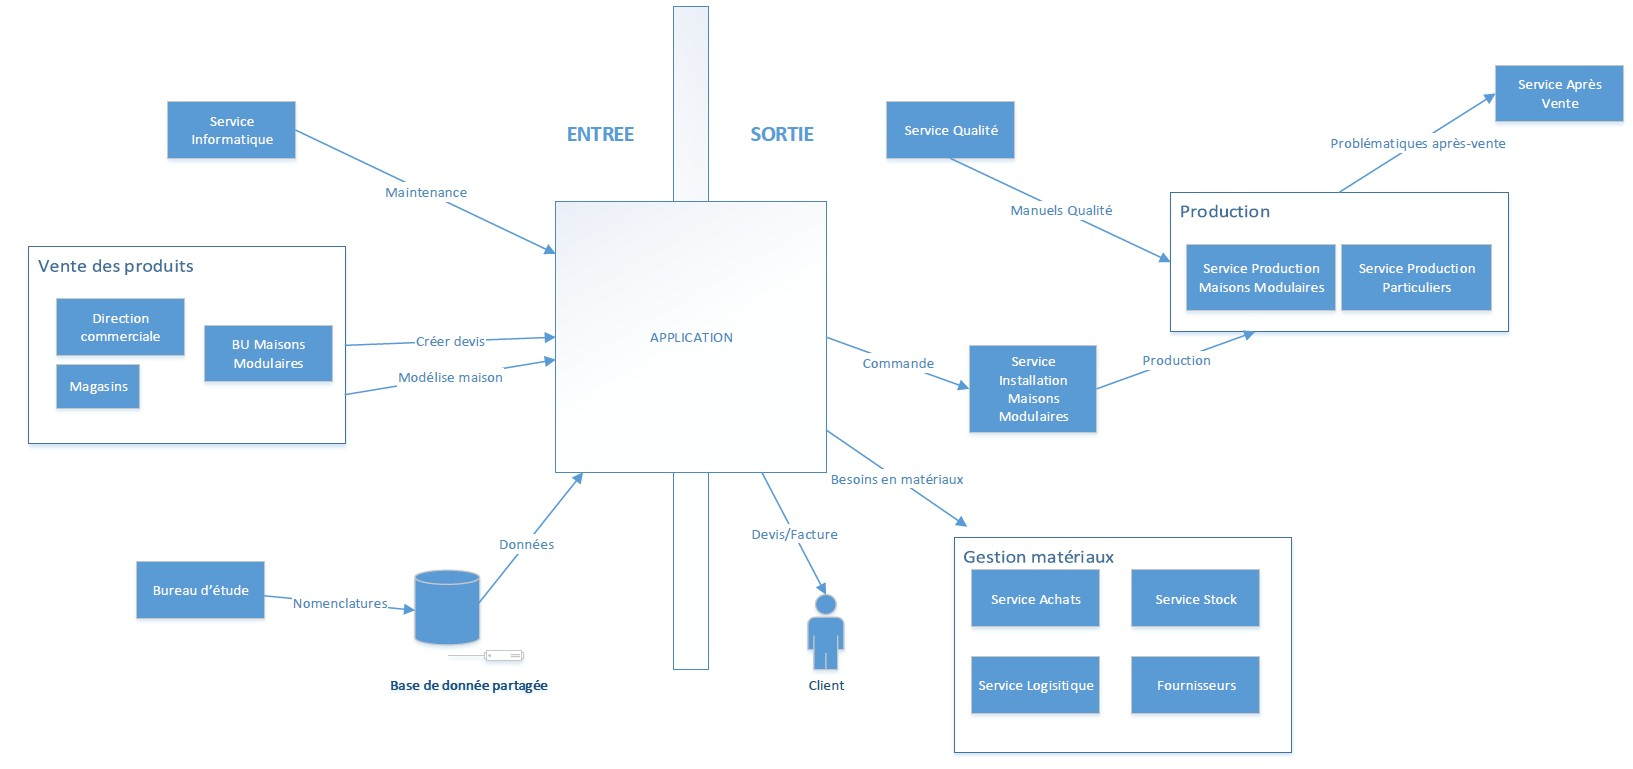 ENTREE
SORTIE
Service
Informatique
Maintenance
Vente des produits
Direction
commerciale
Magasins
BU Maisons
Modulaires
Créer devis
Modélise maison
APPLICATION
Bureau d’étude
Nomenclatures
Données
Base de donnée partagée
Service Qualité
Manuels Qualité
Service Après
Vente
Problématiques après-vente
Production
Service Production
Maisons Modulaires
Service Production
Particuliers
Commande
Service
Installation
Maisons
Modulaires
Production
Besoins en matériaux
Devis/Facture
Client
Gestion matériaux
Service Achats
Service Stock
Service Logisitique
Fournisseurs